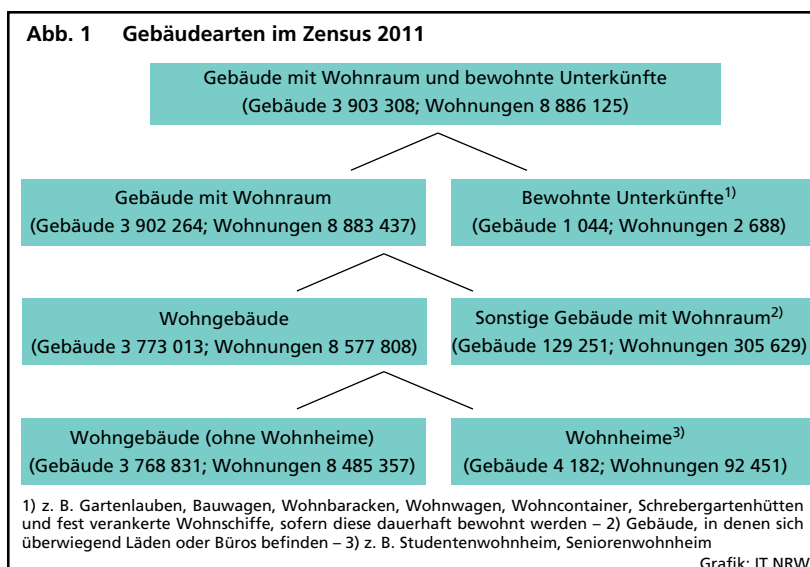 Abb. 1 Gebäudearten im Zensus 2011
Gebäude mit Wohnraum und bewohnte Unterkünfte
(Gebäude 3 903 308; Wohnungen 8 886 125)
Gebäude mit Wohnraum
(Gebäude 3 902 264; Wohnungen 8 883 437)
Bewohnte Unterkünfte1)
(Gebäude 1 044; Wohnungen 2 688)
Wohngebäude
(Gebäude 3 773 013; Wohnungen 8 577 808)
Sonstige Gebäude mit Wohnraum2)
(Gebäude 129 251; Wohnungen 305 629)
Wohngebäude (ohne Wohnheime)
(Gebäude 3 768 831; Wohnungen 8 485 357)
Wohnheime3)
(Gebäude 4 182; Wohnungen 92 451)
1) z. B. Gartenlauben, Bauwagen, Wohnbaracken, Wohnwagen, Wohncontainer, Schrebergartenhütten
und fest verankerte Wohnschiffe, sofern diese dauerhaft bewohnt werden – 2) Gebäude, in denen sich
überwiegend Läden oder Büros befinden – 3) z. B. Studentenwohnheim, Seniorenwohnheim
Grafik: IT NRW